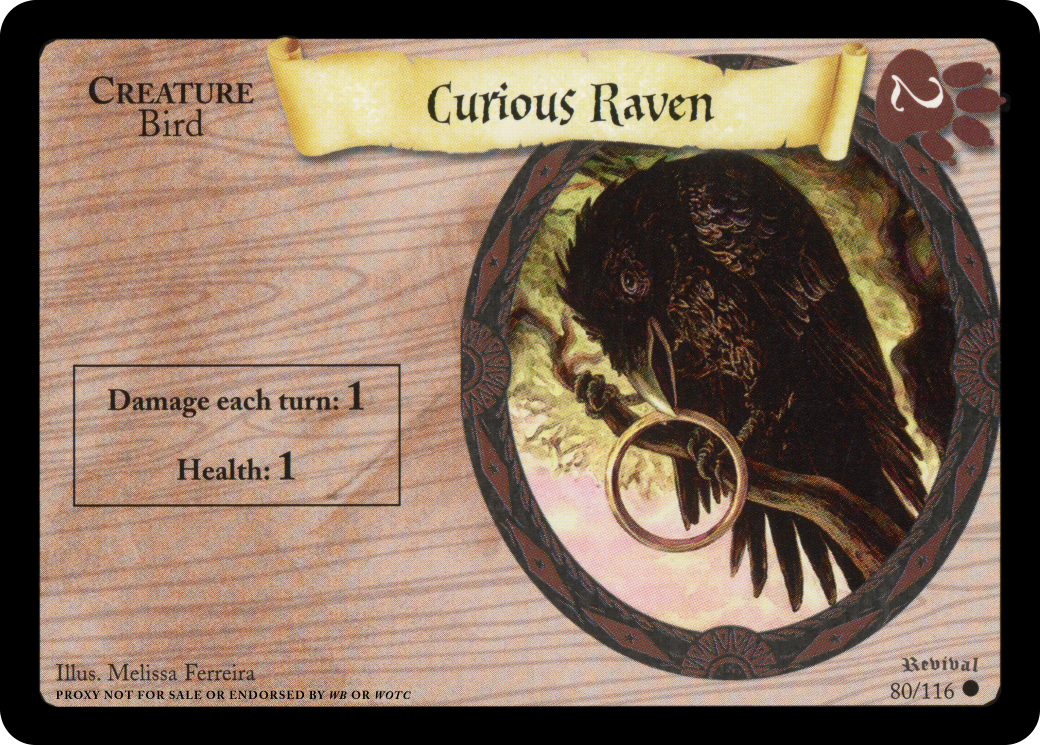 CREATURE
Bird
Curious Raven
2
Damage each turn: 1
Health: 1
Illus. Melissa Ferreira
PROXY NOT FOR SALE OR ENDORSED BY WB OR WOTC
Revival
80/116